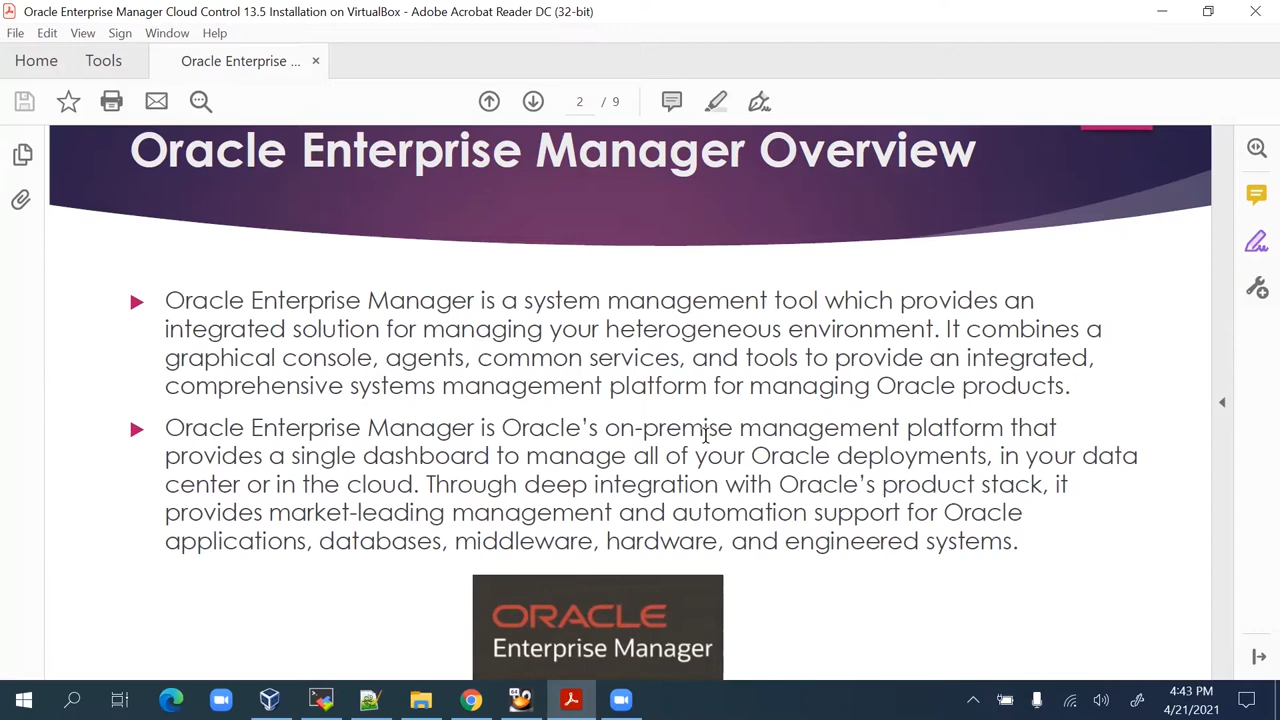 Oracle Enterprise Manager Cloud Control 13.5 Installation on VirtualBox - Adobe Acrobat Reader DC (32-bit)
File Edit View Sign Window Help
Home Tools Oracle Enterprise ... ×
2 / 9
Oracle Enterprise Manager Overview
Oracle Enterprise Manager is a system management tool which provides an
integrated solution for managing your heterogeneous environment. It combines a
graphical console, agents, common services, and tools to provide an integrated,
comprehensive systems management platform for managing Oracle products.
Oracle Enterprise Manager is Oracle’s on-premise management platform that
provides a single dashboard to manage all of your Oracle deployments, in your data
center or in the cloud. Through deep integration with Oracle’s product stack, it
provides market-leading management and automation support for Oracle
applications, databases, middleware, hardware, and engineered systems.
ORACLE
Enterprise Manager
4:43 PM
4/21/2021